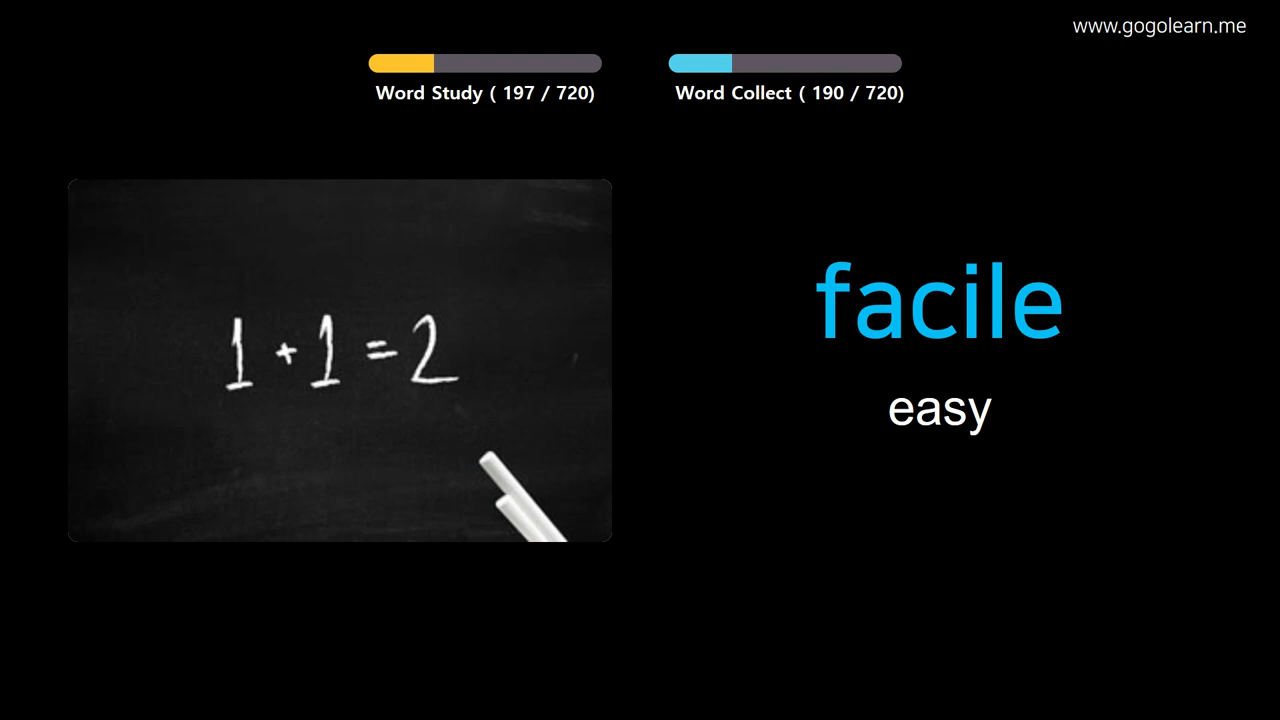 www.gogolearn.me
Word Study ( 197 / 720)
Word Collect ( 190 / 720)
1 + 1 = 2
facile
easy